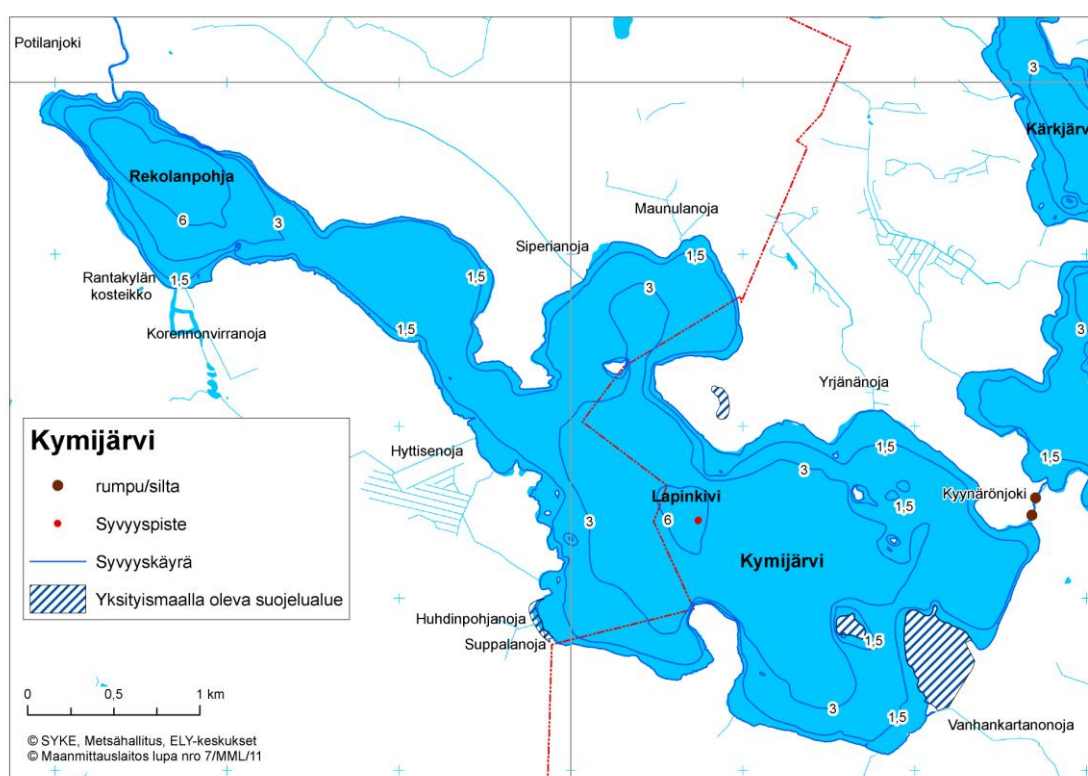 Potilanjoki
3
Kärkjärv
Rekolanpohja
Maunulanoja
6
3
Siperianoja
Rantakylän
kosteikko
1,5
1,5
1,5
3
3
Korennonvirranoja
1,5
Yrjänänoja
Kymijärvi
Hyttisenoja
1,5
3
1,5
rumpu/silta
Lapinkivi
Kyynärönjoki
Syvyyspiste
3
6
1,5
Syvyyskäyrä
Kymijärvi
Yksityismaalla oleva suojelualue
Huhdinpohjanoja
Suppalanoja
1,5
0 0,5 1 km
3
1,5
Vanhankartanonoja
© SYKE, Metsähallitus, ELY-keskukset
© Maanmittauslaitos lupa nro 7/MML/11